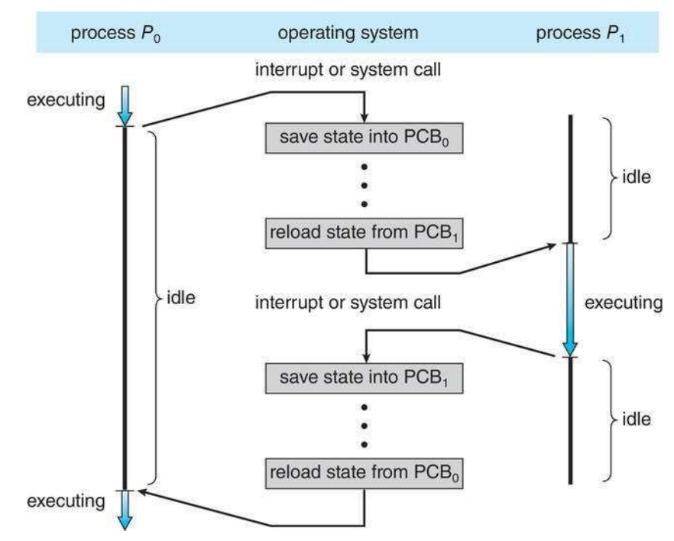 process P₀ operating system process P₁
interrupt or system call
executing
save state into PCB₀
idle
reload state from PCB₁
idle
interrupt or system call
executing
save state into PCB₁
idle
reload state from PCB₀
executing